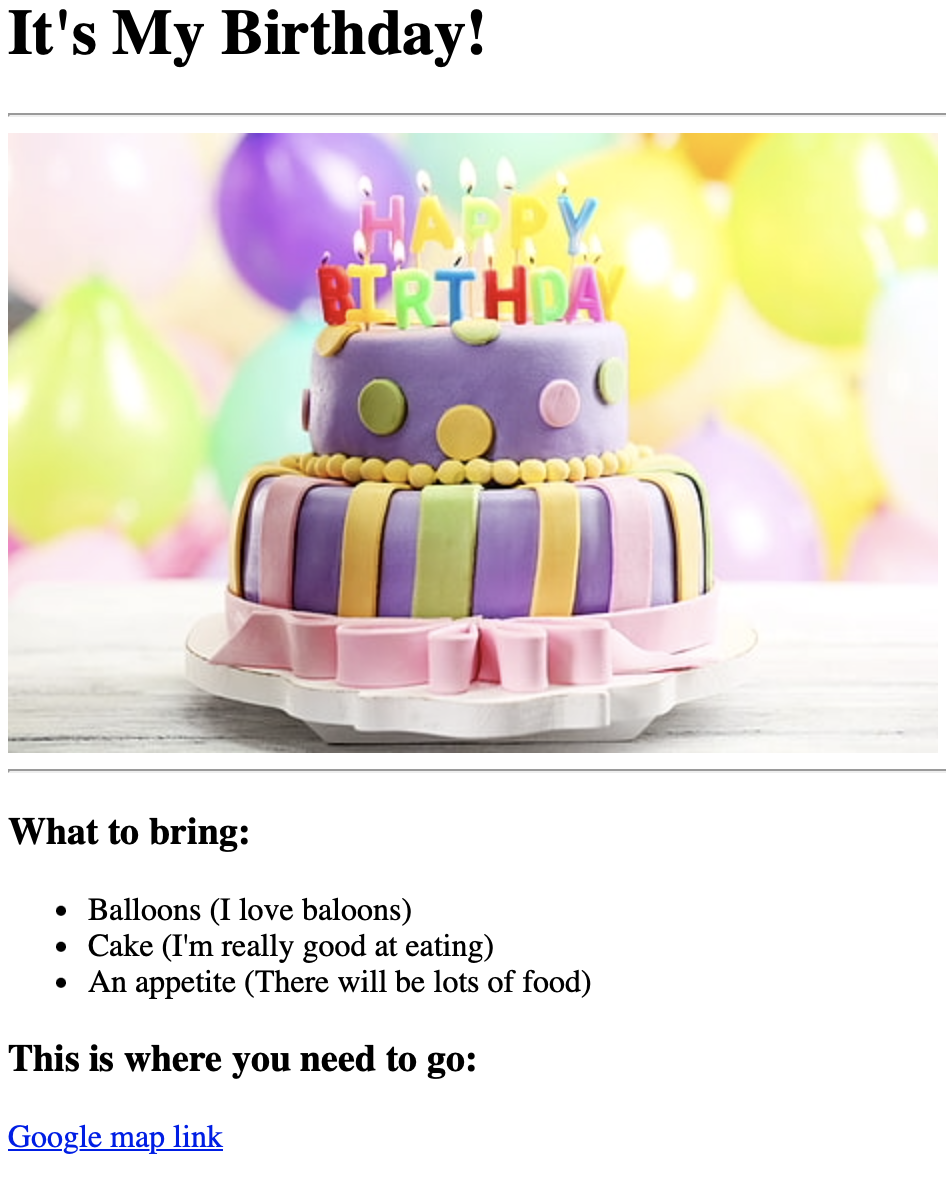 It's My Birthday!
HAPPY
BIRTHDAY
What to bring:
Balloons (I love baloons)
Cake (I'm really good at eating)
An appetite (There will be lots of food)
This is where you need to go:
Google map link